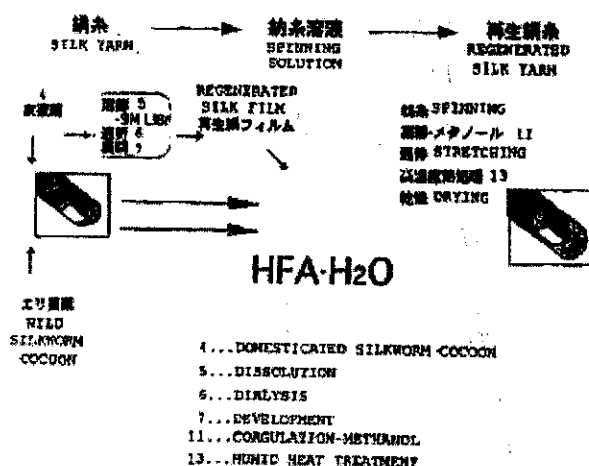 絹糸
SILK YARN
紡糸溶液
SPINNING
SOLUTION
再生絹糸
REGENERATED
SILK YARN
4
家蚕繭
溶解 5
-9M LiBr
透析 6
展開 7
REGENERATED
SILK FILM
再生絹フィルム
紡糸 SPINNING
凝固-メタノール 11
延伸 STRETCHING
13
乾燥 DRYING
HFA·H2O
エリ蚕繭
WILD
SILKWORM
COCOON
4...DOMESTICATED SILKWORM COCOON
5...DISSOLUTION
6...DIALYSIS
7...DEVELOPMENT
11...COAGULATION-METHANOL
13...HUMID HEAT TREATMENT